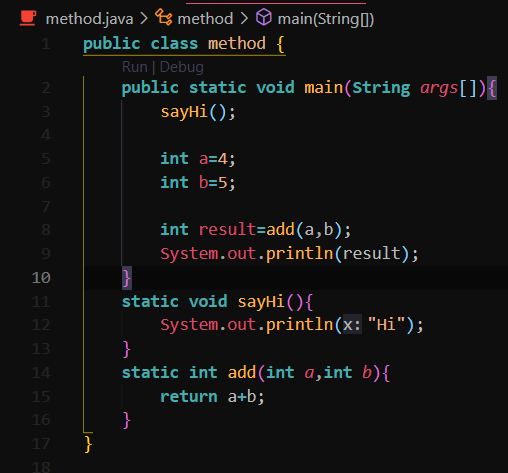 method.java > method > main(String[])
1 public class method {
Run | Debug
2 public static void main(String args[]){
3 sayHi();
4
5 int a=4;
6 int b=5;
7
8 int result=add(a,b);
9 System.out.println(result);
10 }
11 static void sayHi(){
12 System.out.println(x: "Hi");
13 }
14 static int add(int a,int b){
15 return a+b;
16 }
17 }
18